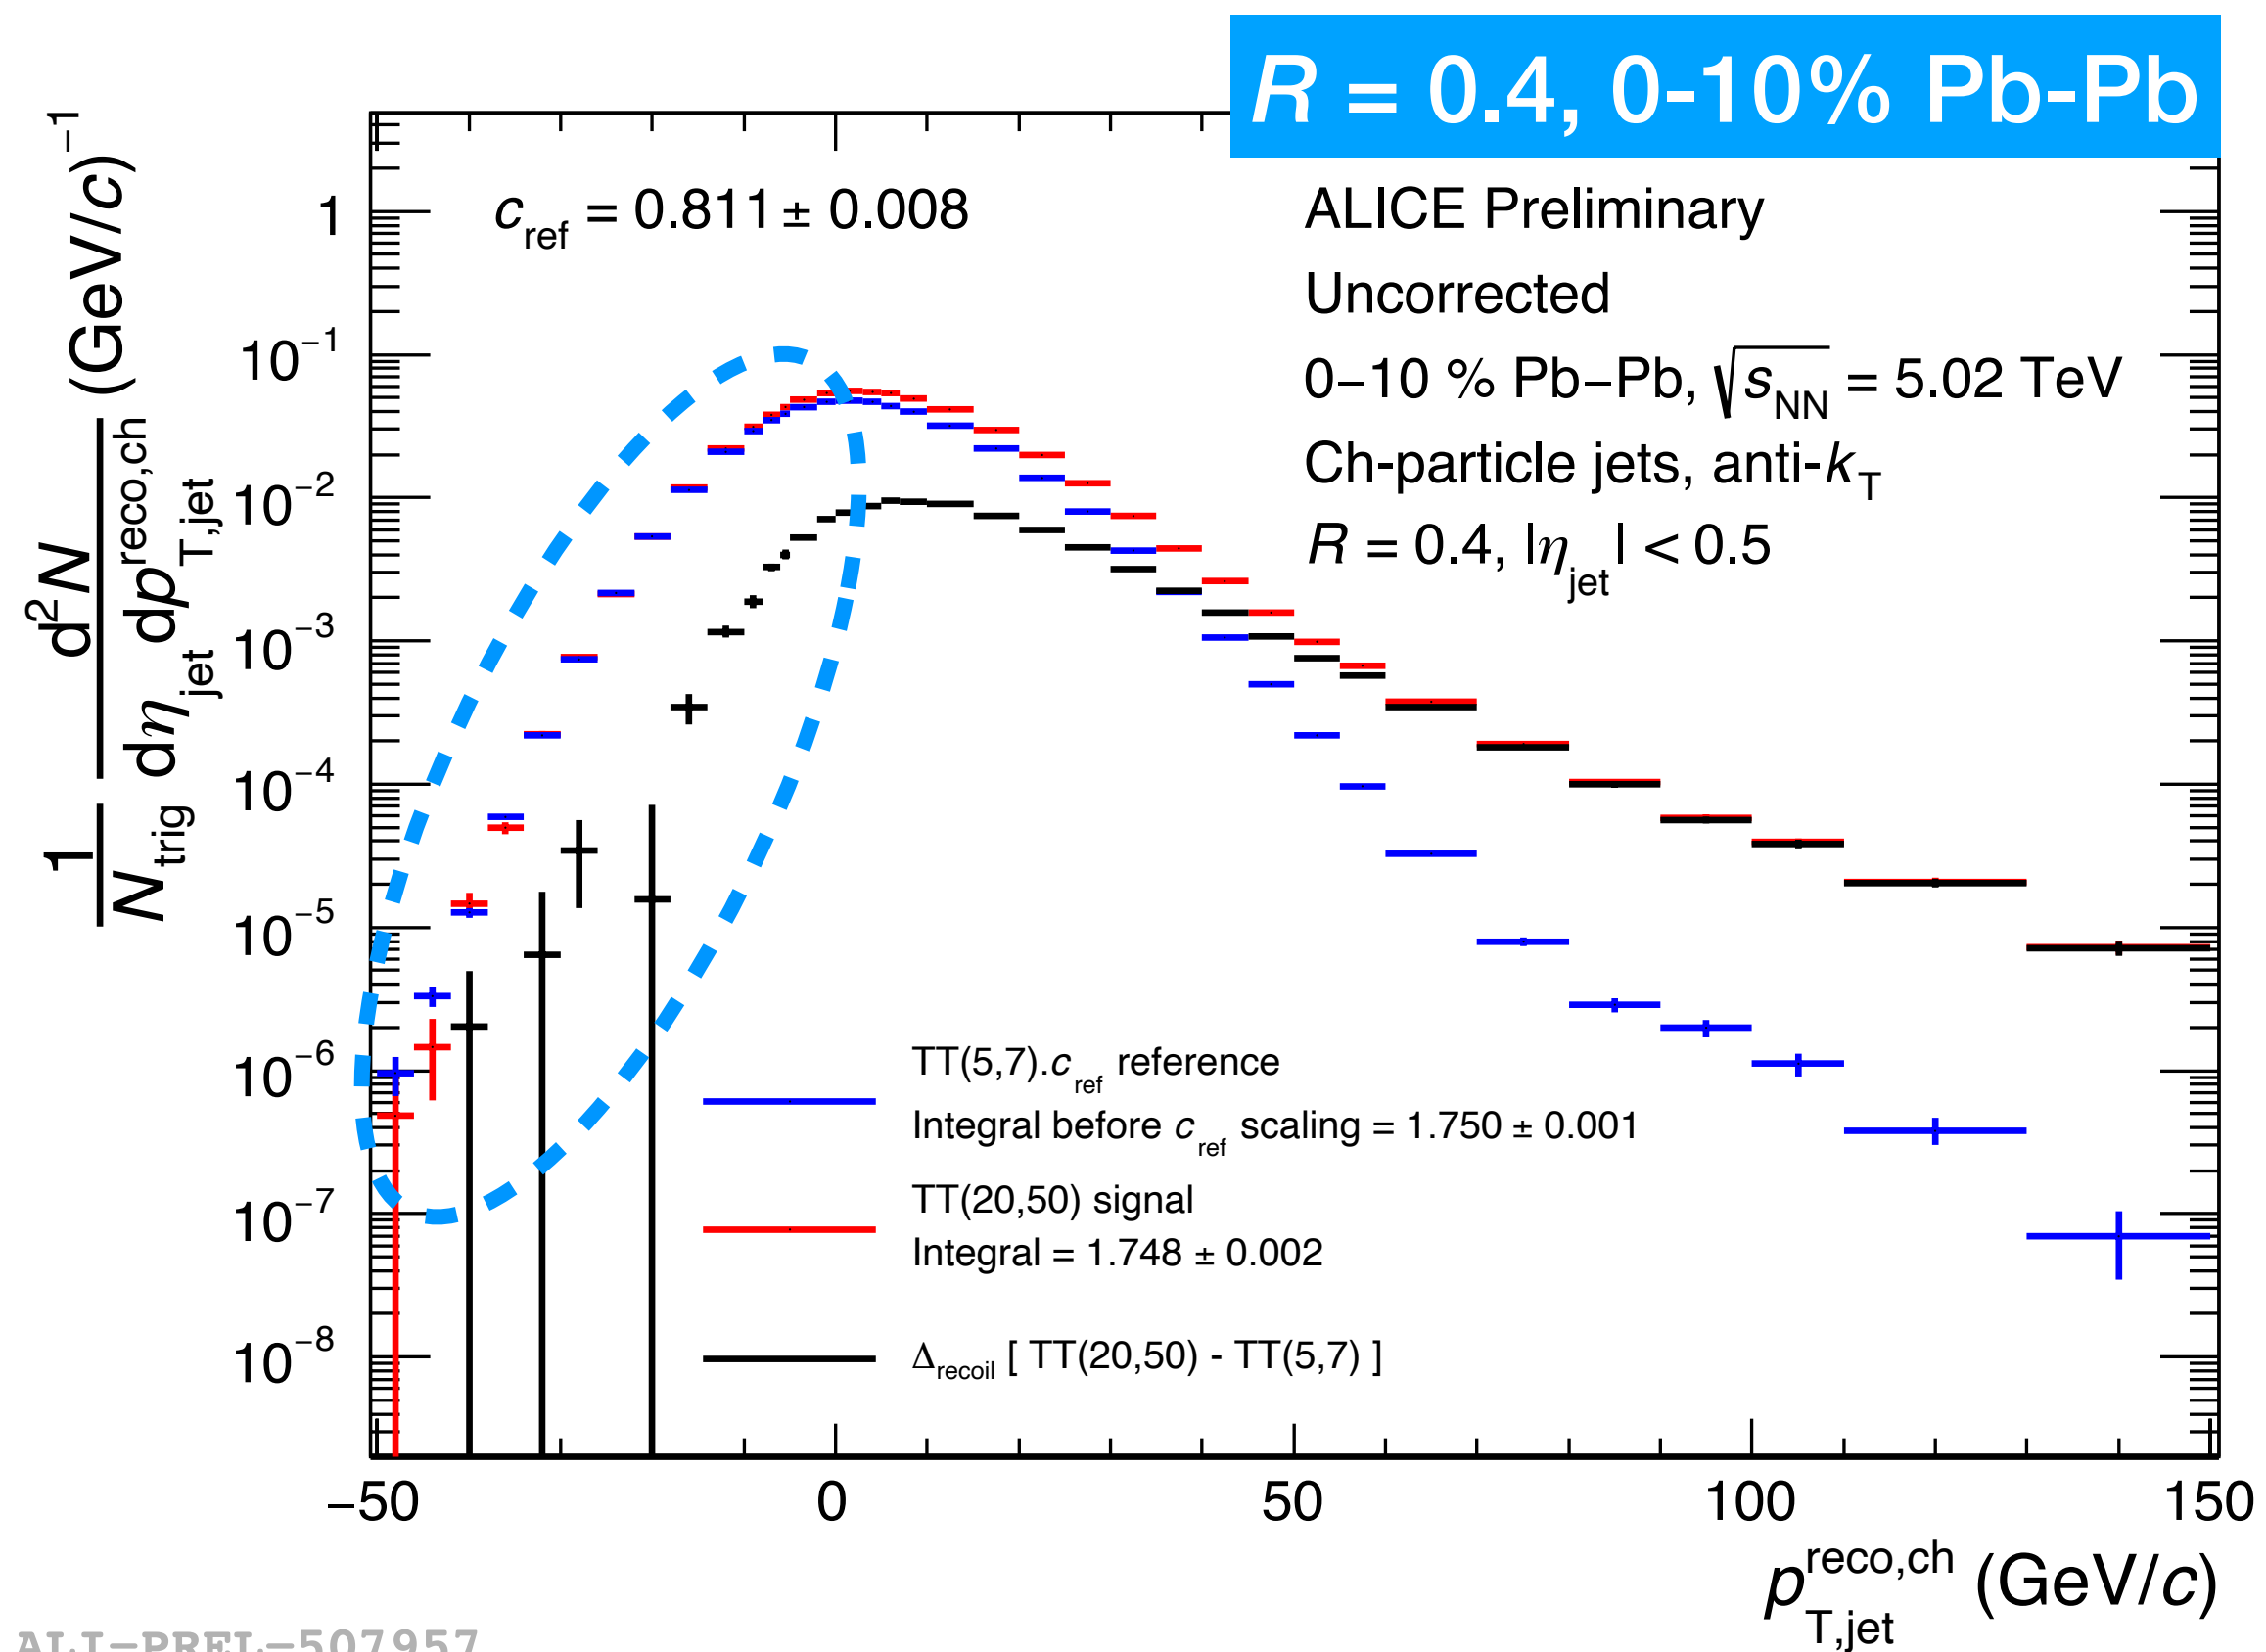 R = 0.4, 0-10% Pb-Pb
1/N_trig d²N/dη_jet dp_T,jet^reco,ch (GeV/c)⁻¹
c_ref = 0.811 ± 0.008
ALICE Preliminary
Uncorrected
0−10 % Pb−Pb, √s_NN = 5.02 TeV
Ch-particle jets, anti-k_T
R = 0.4, |η_jet| < 0.5
1
10⁻¹
10⁻²
10⁻³
10⁻⁴
10⁻⁵
10⁻⁶
10⁻⁷
10⁻⁸
TT(5,7).c_ref reference
Integral before c_ref scaling = 1.750 ± 0.001
TT(20,50) signal
Integral = 1.748 ± 0.002
Δ_recoil [ TT(20,50) - TT(5,7) ]
−50 0 50 100 150
p_T,jet^reco,ch (GeV/c)
ALI−PREL−507957